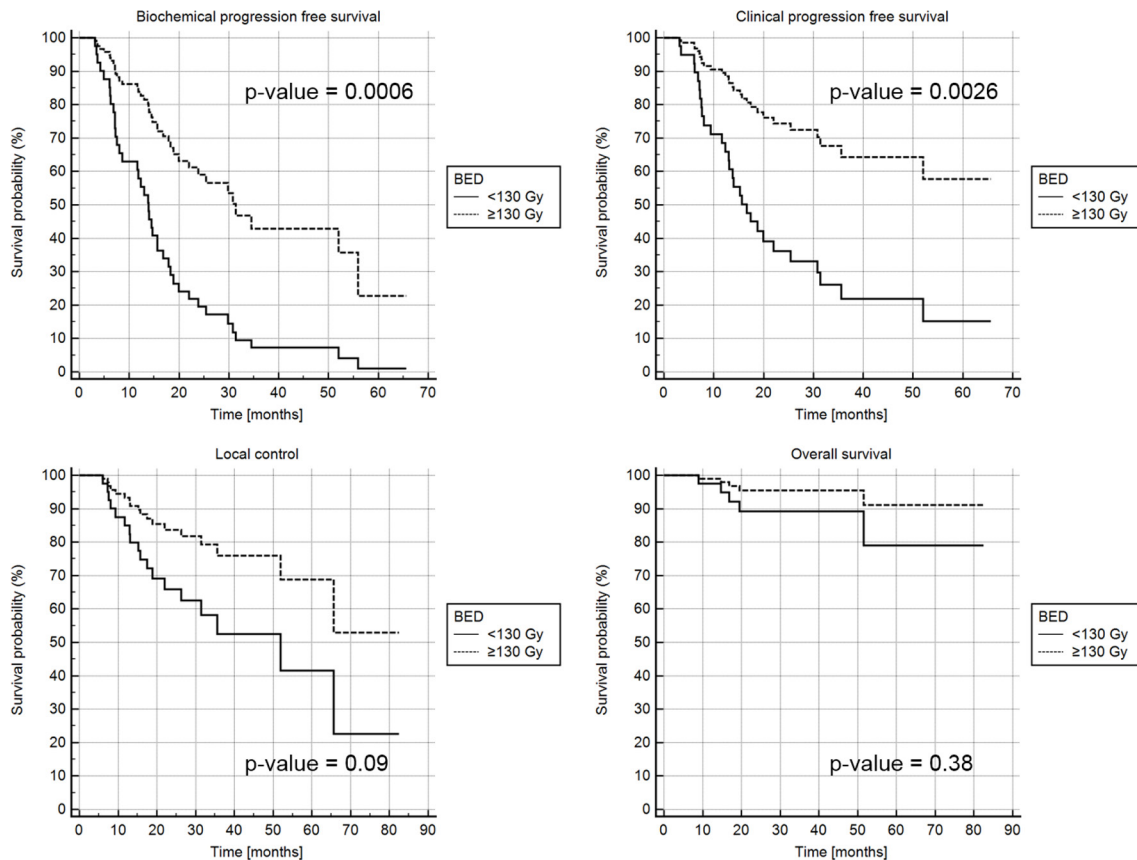 Biochemical progression free survival
Survival probability (%)
100
90
80
70
60
50
40
30
20
10
0
p-value = 0.0006
0 10 20 30 40 50 60 70
Time [months]
BED
<130 Gy
≥130 Gy
Clinical progression free survival
Survival probability (%)
100
90
80
70
60
50
40
30
20
10
0
p-value = 0.0026
0 10 20 30 40 50 60 70
Time [months]
BED
<130 Gy
≥130 Gy
Local control
Survival probability (%)
100
90
80
70
60
50
40
30
20
10
0
p-value = 0.09
0 10 20 30 40 50 60 70 80 90
Time [months]
BED
<130 Gy
≥130 Gy
Overall survival
Survival probability (%)
100
90
80
70
60
50
40
30
20
10
0
p-value = 0.38
0 10 20 30 40 50 60 70 80 90
Time [months]
BED
<130 Gy
≥130 Gy